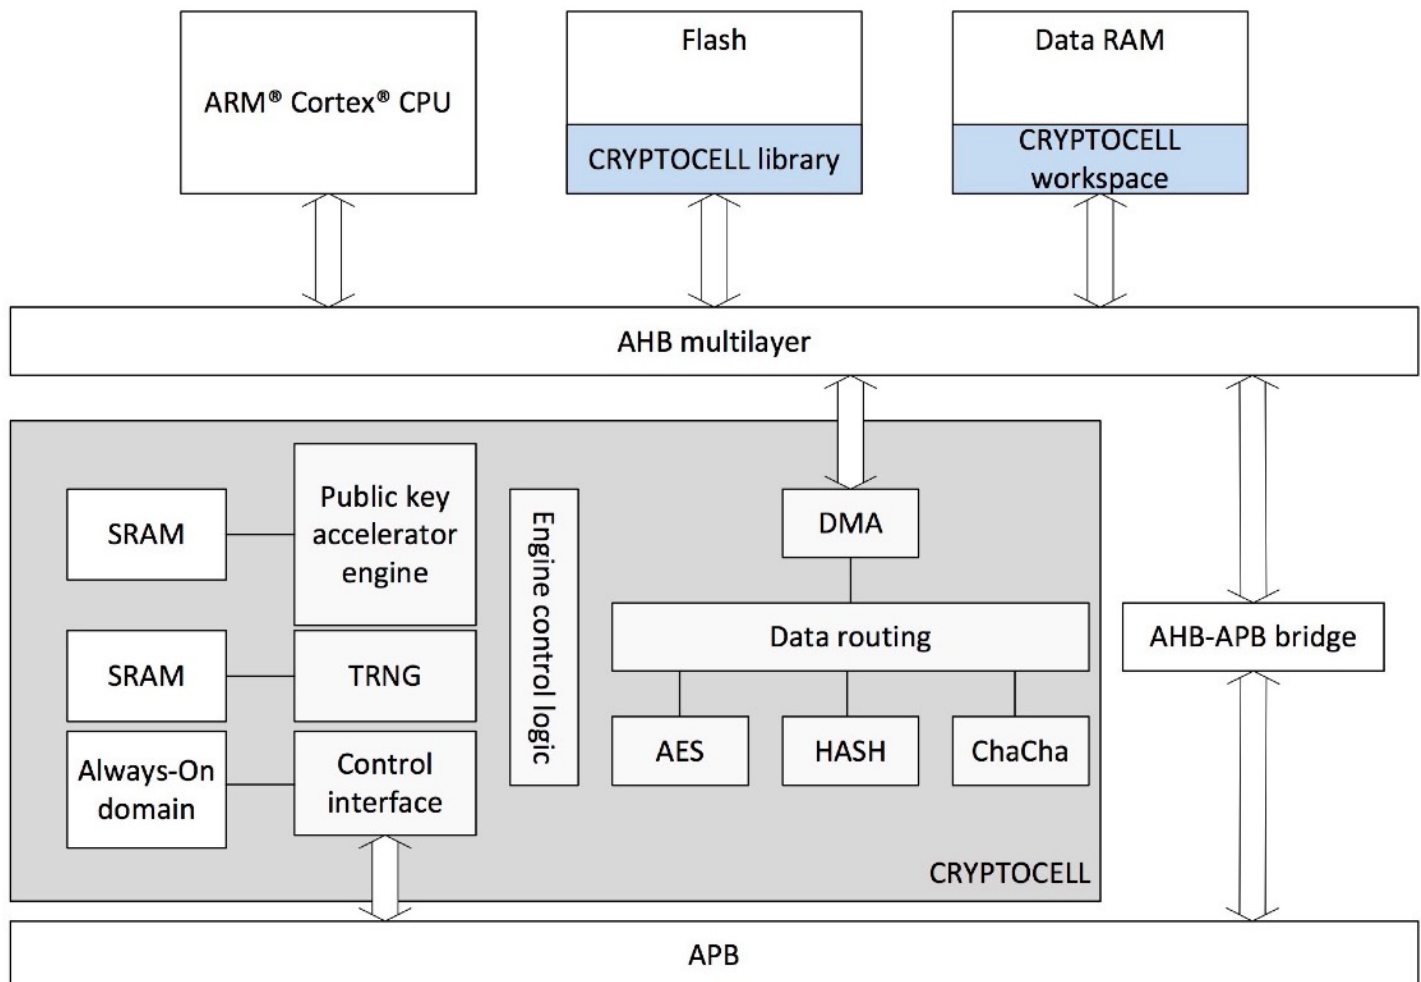 ARM® Cortex® CPU
Flash
CRYPTOCELL library
Data RAM
CRYPTOCELL
workspace
AHB multilayer
SRAM
Public key
accelerator
engine
SRAM
TRNG
Always-On
domain
Control
interface
Engine control logic
DMA
Data routing
AES
HASH
ChaCha
CRYPTOCELL
AHB-APB bridge
APB